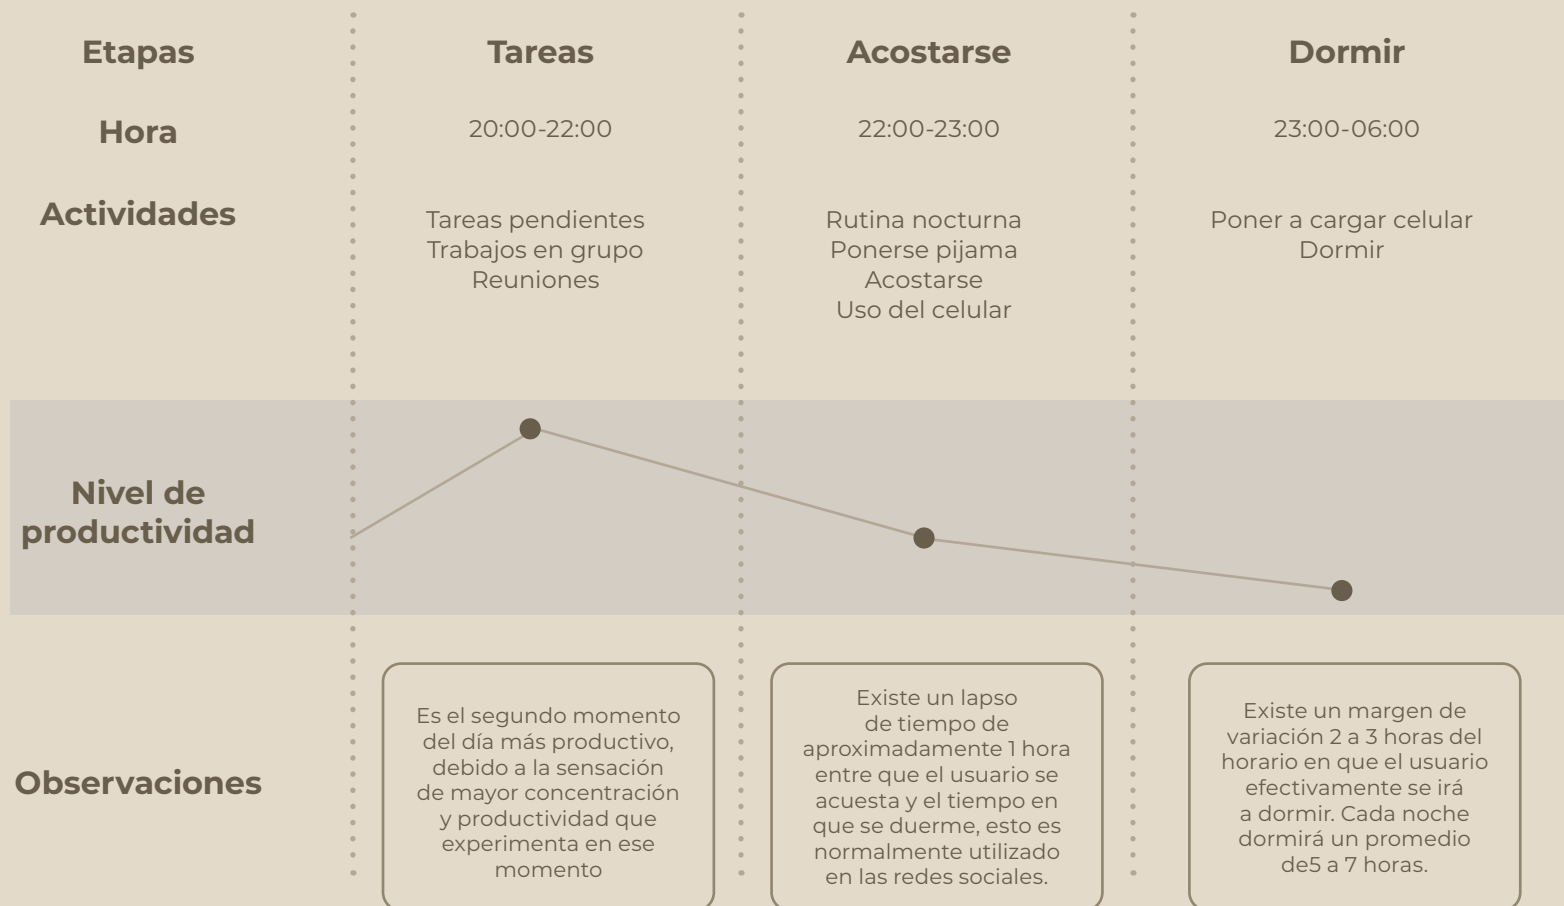 Etapas
Tareas
Acostarse
Dormir
Hora
20:00-22:00
22:00-23:00
23:00-06:00
Actividades
Tareas pendientes
Trabajos en grupo
Reuniones
Rutina nocturna
Ponerse pijama
Acostarse
Uso del celular
Poner a cargar celular
Dormir
Nivel de
productividad
Observaciones
Es el segundo momento
del día más productivo,
debido a la sensación
de mayor concentración
y productividad que
experimenta en ese
momento
Existe un lapso
de tiempo de
aproximadamente 1 hora
entre que el usuario se
acuesta y el tiempo en
que se duerme, esto es
normalmente utilizado
en las redes sociales.
Existe un margen de
variación 2 a 3 horas del
horario en que el usuario
efectivamente se irá
a dormir. Cada noche
dormirá un promedio
de5 a 7 horas.